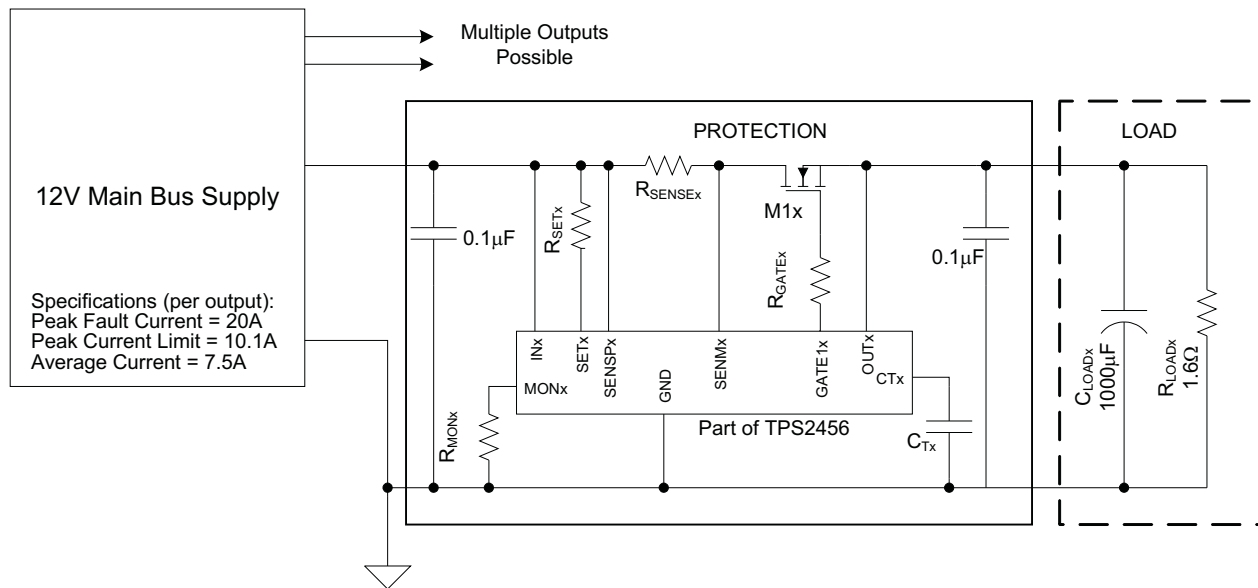 Multiple Outputs
Possible
PROTECTION
LOAD
12V Main Bus Supply
Specifications (per output):
Peak Fault Current = 20A
Peak Current Limit = 10.1A
Average Current = 7.5A
0.1μF
RSETx
RSENSEx
M1x
RGATEx
0.1μF
INx
SETx
SENSPx
SENMx
GATE1x
OUTx
MONx
GND
CTx
Part of TPS2456
RMONx
CTx
CLOADx
1000μF
RLOADx
1.6Ω